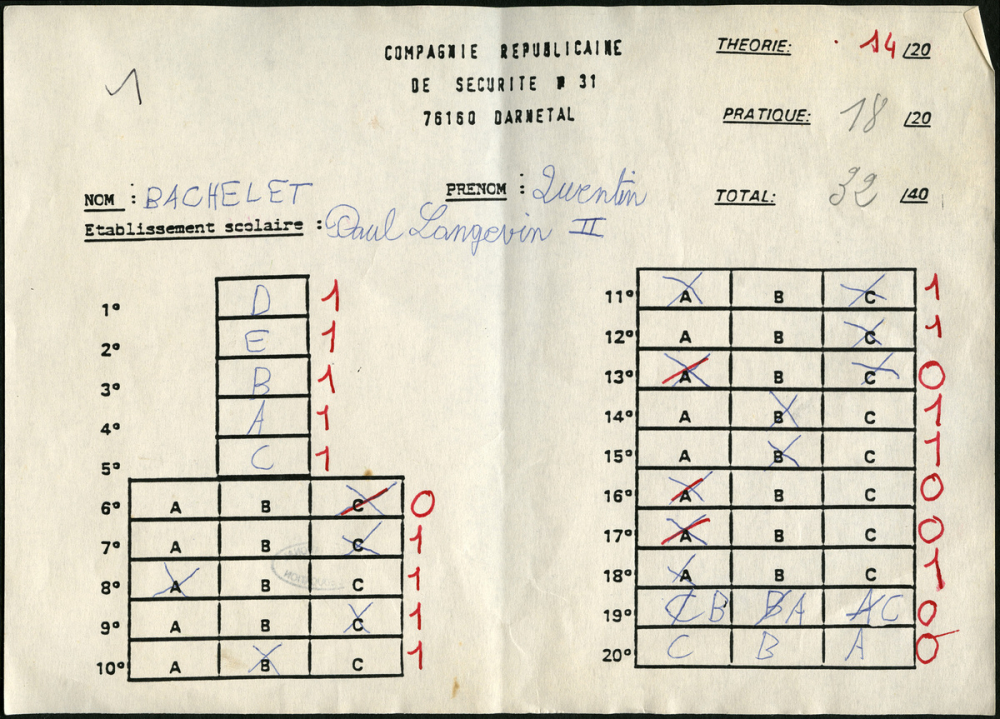 COMPAGNIE REPUBLICAINE
DE SECURITE N 31
76160 DARNETAL
THEORIE: 14 /20
PRATIQUE: 18 /20
TOTAL: 32 /40
1
NOM : BACHELET PRENOM : Quentin
Etablissement scolaire : Paul Langevin II
1° D 1
2° E 1
3° B 1
4° A 1
5° C 1
6° A B C 0
7° A B C 1
8° A B C 1
9° A B C 1
10° A B C 1
11° A B C 1
12° A B C 1
13° A B C 0
14° A B C 1
15° A B C 1
16° A B C 0
17° A B C 0
18° A B C 1
19° C B B A A C 0
20° C B A 0